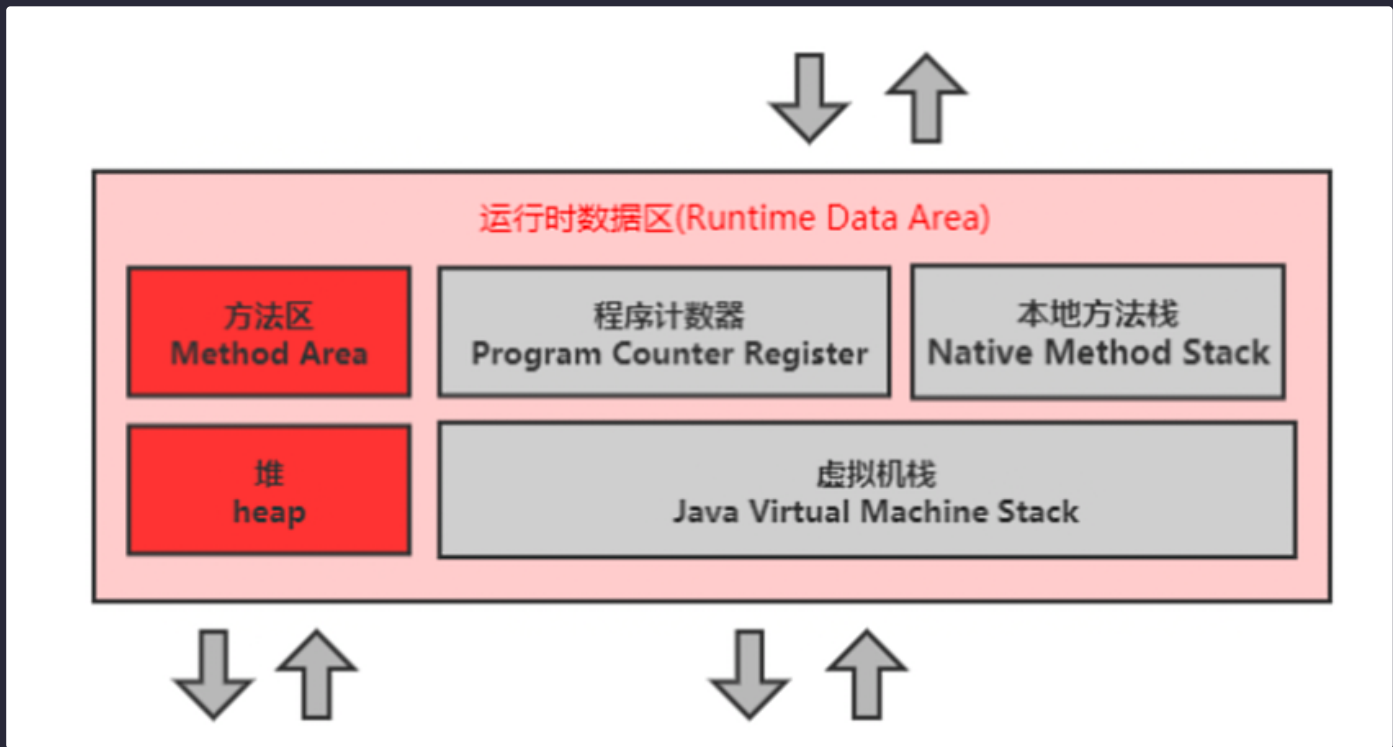 运行时数据区(Runtime Data Area)
方法区
Method Area
程序计数器
Program Counter Register
本地方法栈
Native Method Stack
堆
heap
虚拟机栈
Java Virtual Machine Stack